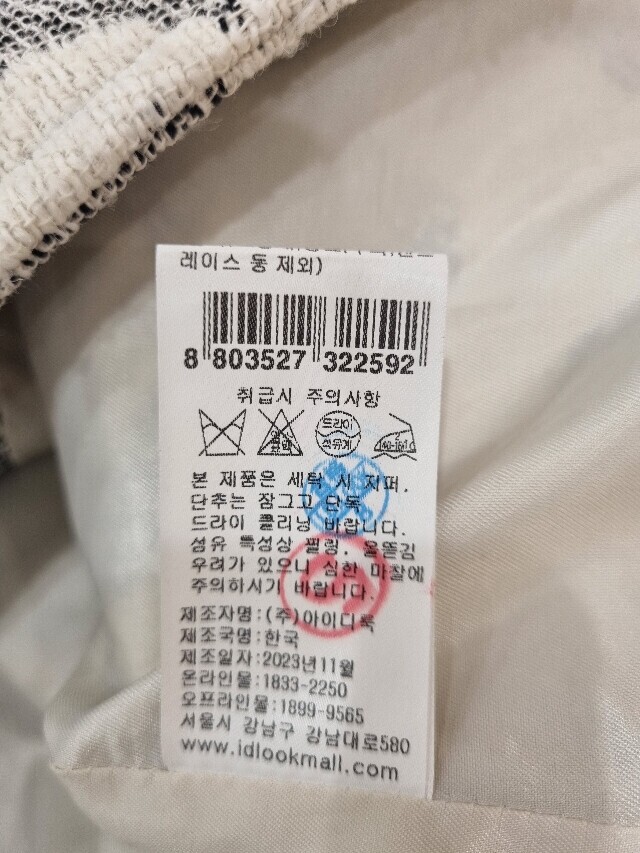 레이스 등 제외)
8 803527 322592
취급시 주의사항
드라이
석유계
140-160℃
본 제품은 세탁 시 지퍼,
단추는 잠그고 단독
드라이 클리닝 바랍니다.
섬유 특성상 필링, 올뜯김
우려가 있으니 심한 마찰에
주의하시기 바랍니다.
제조자명:(주)아이디룩
제조국명:한국
제조일자:2023년11월
온라인몰:1833-2250
오프라인몰:1899-9565
서울시 강남구 강남대로580
www.idlookmall.com